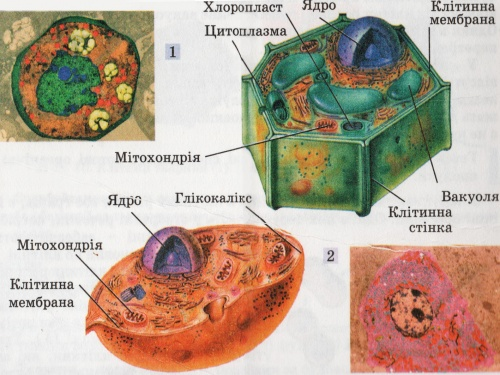 Хлоропласт
Ядро
Клітинна
мембрана
Цитоплазма
1
Мітохондрія
Вакуоля
Клітинна
стінка
Ядро
Глікокалікс
Мітохондрія
Клітинна
мембрана
2